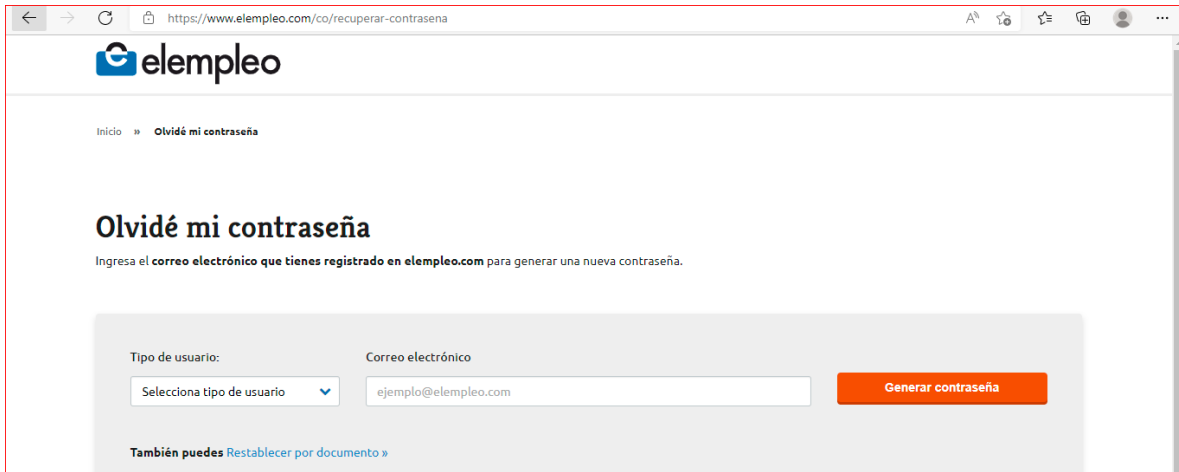 https://www.elempleo.com/co/recuperar-contrasena
elempleo
Inicio » Olvidé mi contraseña
Olvidé mi contraseña
Ingresa el correo electrónico que tienes registrado en elempleo.com para generar una nueva contraseña.
Tipo de usuario: Correo electrónico
Selecciona tipo de usuario ejemplo@elempleo.com Generar contraseña
También puedes Restablecer por documento »